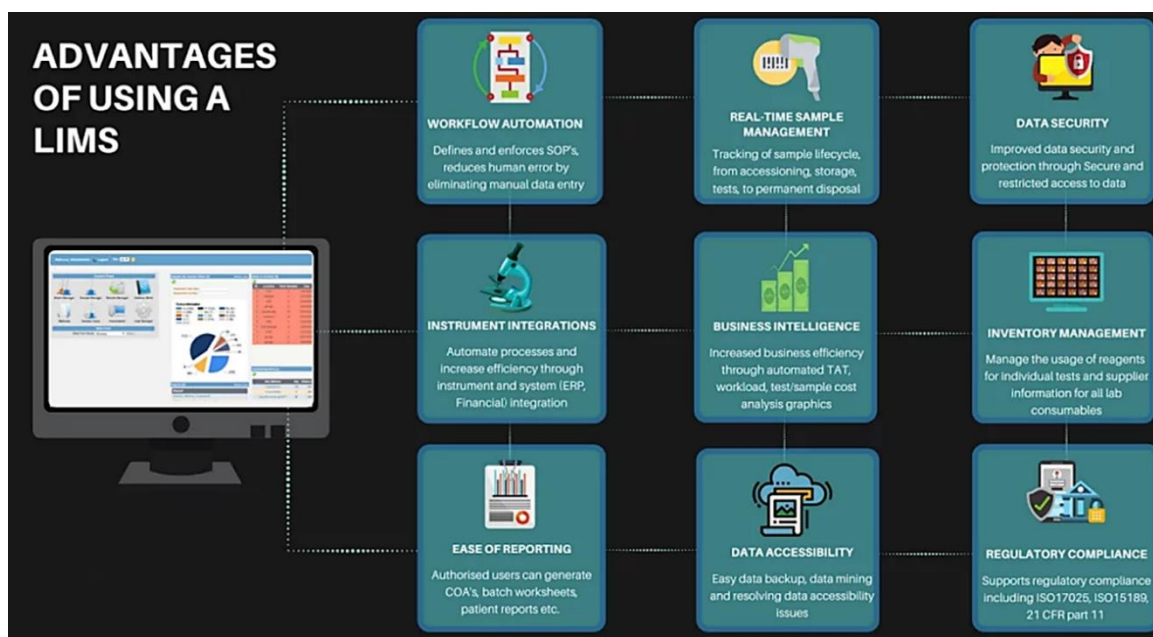 ADVANTAGES
OF USING A
LIMS
WORKFLOW AUTOMATION
Defines and enforces SOP's,
reduces human error by
eliminating manual data entry
REAL-TIME SAMPLE
MANAGEMENT
Tracking of sample lifecycle,
from accessioning, storage,
tests, to permanent disposal
DATA SECURITY
Improved data security and
protection through Secure and
restricted access to data
INSTRUMENT INTEGRATIONS
Automate processes and
increase efficiency through
instrument and system (ERP,
Financial) integration
BUSINESS INTELLIGENCE
Increased business efficiency
through automated TAT,
workload, test/sample cost
analysis graphics
INVENTORY MANAGEMENT
Manage the usage of reagents
for individual tests and supplier
information for all lab
consumables
EASE OF REPORTING
Authorised users can generate
COA's, batch worksheets,
patient reports etc.
DATA ACCESSIBILITY
Easy data backup, data mining
and resolving data accessibility
issues
REGULATORY COMPLIANCE
Supports regulatory compliance
including ISO17025, ISO15189,
21 CFR part 11